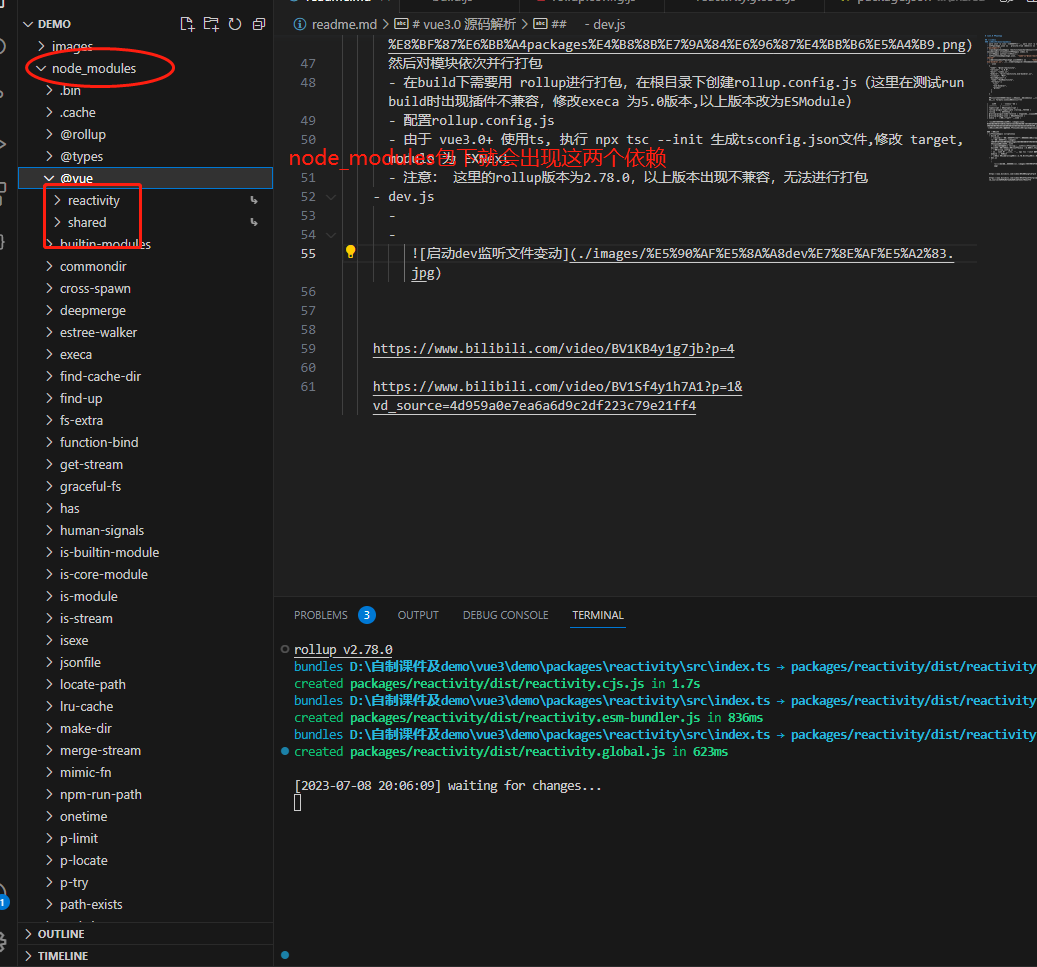 DEMO
images
node_modules
.bin
.cache
@rollup
@types
@vue
reactivity
shared
builtin-modules
commondir
cross-spawn
deepmerge
estree-walker
execa
find-cache-dir
find-up
fs-extra
function-bind
get-stream
graceful-fs
has
human-signals
is-builtin-module
is-core-module
is-module
is-stream
isexe
jsonfile
locate-path
lru-cache
make-dir
merge-stream
mimic-fn
npm-run-path
onetime
p-limit
p-locate
p-try
path-exists
OUTLINE
TIMELINE
readme.md > # vue3.0 源码解析 > ## - dev.js
%E8%BF%87%E6%BB%A4packages%E4%B8%8B%E7%9A%84%E6%96%87%E4%BB%B6%E5%A4%B9.png)
47 然后对模块依次并行打包
48 - 在build下需要用 rollup进行打包，在根目录下创建rollup.config.js（这里在测试run
build时出现插件不兼容，修改execa 为5.0版本,以上版本改为ESModule）
49 - 配置rollup.config.js
50 - 由于 vue3.0+ 使用ts, 执行 npx tsc --init 生成tsconfig.json文件,修改 target,
node_modules包下就会出现这两个依赖
51 - 注意： 这里的rollup版本为2.78.0，以上版本出现不兼容，无法进行打包
52 - dev.js
53 -
54 -
55 ![启动dev监听文件变动](./images/%E5%90%AF%E5%8A%A8dev%E7%8E%AF%E5%A2%83.
jpg)
56
57
58
59 https://www.bilibili.com/video/BV1KB4y1g7jb?p=4
60
61 https://www.bilibili.com/video/BV1Sf4y1h7A1?p=1&
vd_source=4d959a0e7ea6a6d9c2df223c79e21ff4
PROBLEMS 3 OUTPUT DEBUG CONSOLE TERMINAL
rollup v2.78.0
bundles D:\自制课件及demo\vue3\demo\packages\reactivity\src\index.ts → packages/reactivity/dist/reactivity
created packages/reactivity/dist/reactivity.cjs.js in 1.7s
bundles D:\自制课件及demo\vue3\demo\packages\reactivity\src\index.ts → packages/reactivity/dist/reactivity
created packages/reactivity/dist/reactivity.esm-bundler.js in 836ms
bundles D:\自制课件及demo\vue3\demo\packages\reactivity\src\index.ts → packages/reactivity/dist/reactivity
created packages/reactivity/dist/reactivity.global.js in 623ms
[2023-07-08 20:06:09] waiting for changes...